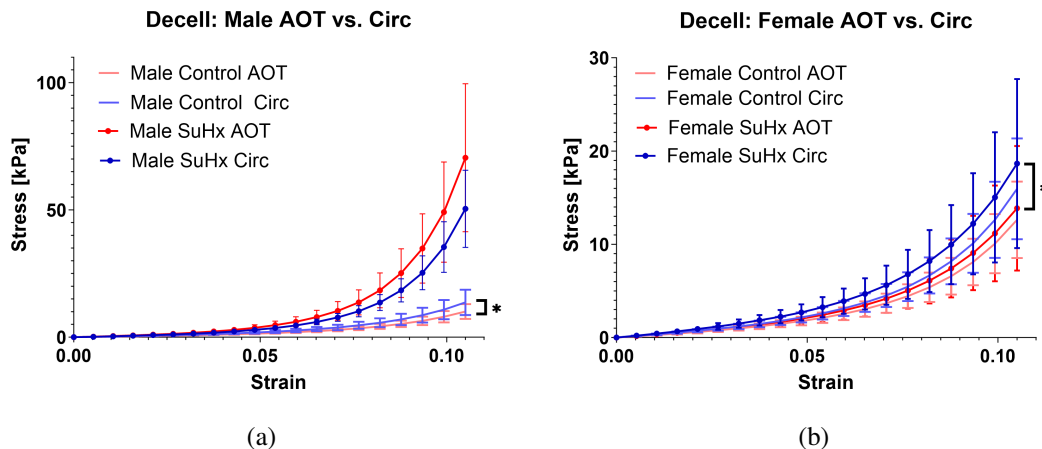 Decell: Male AOT vs. Circ
Male Control AOT
Male Control Circ
Male SuHx AOT
Male SuHx Circ
Stress [kPa]
100
50
0
0.00
0.05
0.10
*
Strain
(a)
Decell: Female AOT vs. Circ
Female Control AOT
Female Control Circ
Female SuHx AOT
Female SuHx Circ
Stress [kPa]
30
20
10
0
0.00
0.05
0.10
*
Strain
(b)